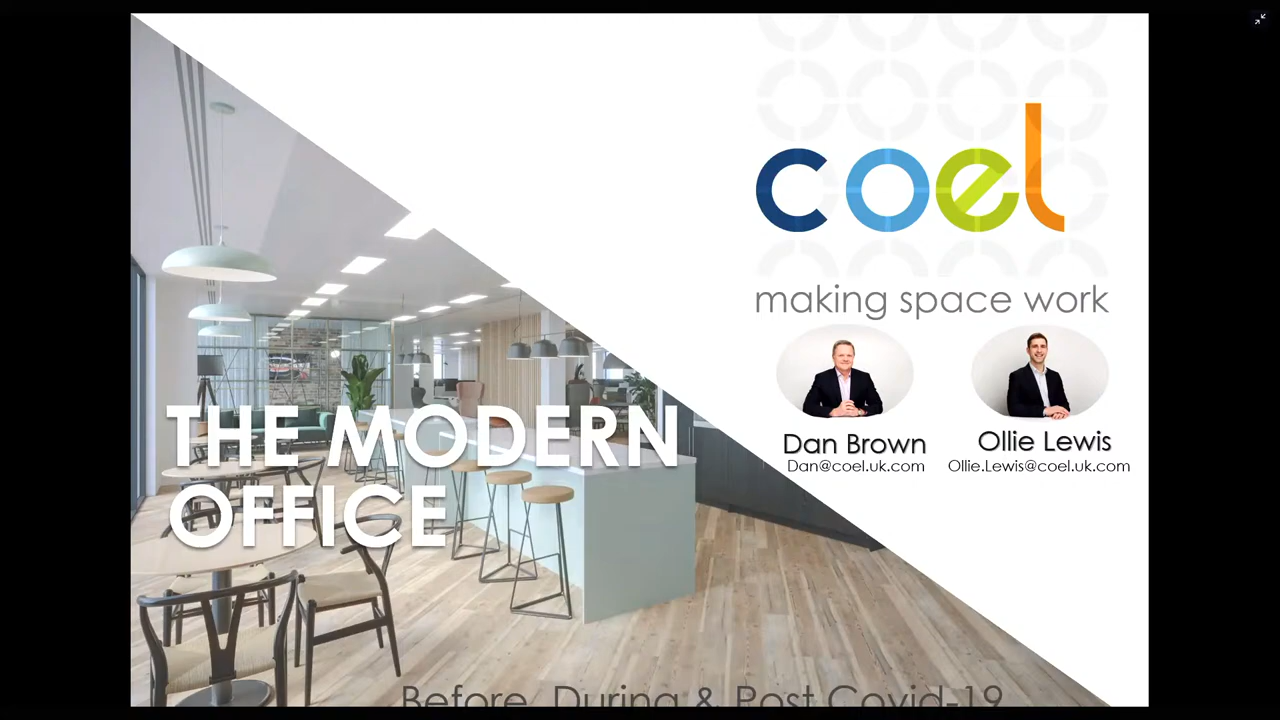 coel
making space work
Dan Brown
Dan@coel.uk.com
Ollie Lewis
Ollie.Lewis@coel.uk.com
THE MODERN
OFFICE
Before, During & Post Covid-19